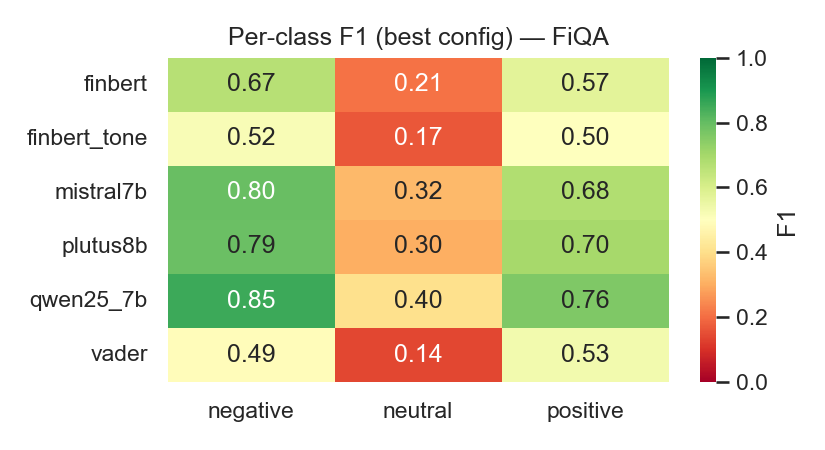 Per-class F1 (best config) — FiQA
finbert 0.67 0.21 0.57
finbert_tone 0.52 0.17 0.50
mistral7b 0.80 0.32 0.68
plutus8b 0.79 0.30 0.70
qwen25_7b 0.85 0.40 0.76
vader 0.49 0.14 0.53
negative neutral positive
1.0
0.8
0.6
0.4
0.2
0.0
F1